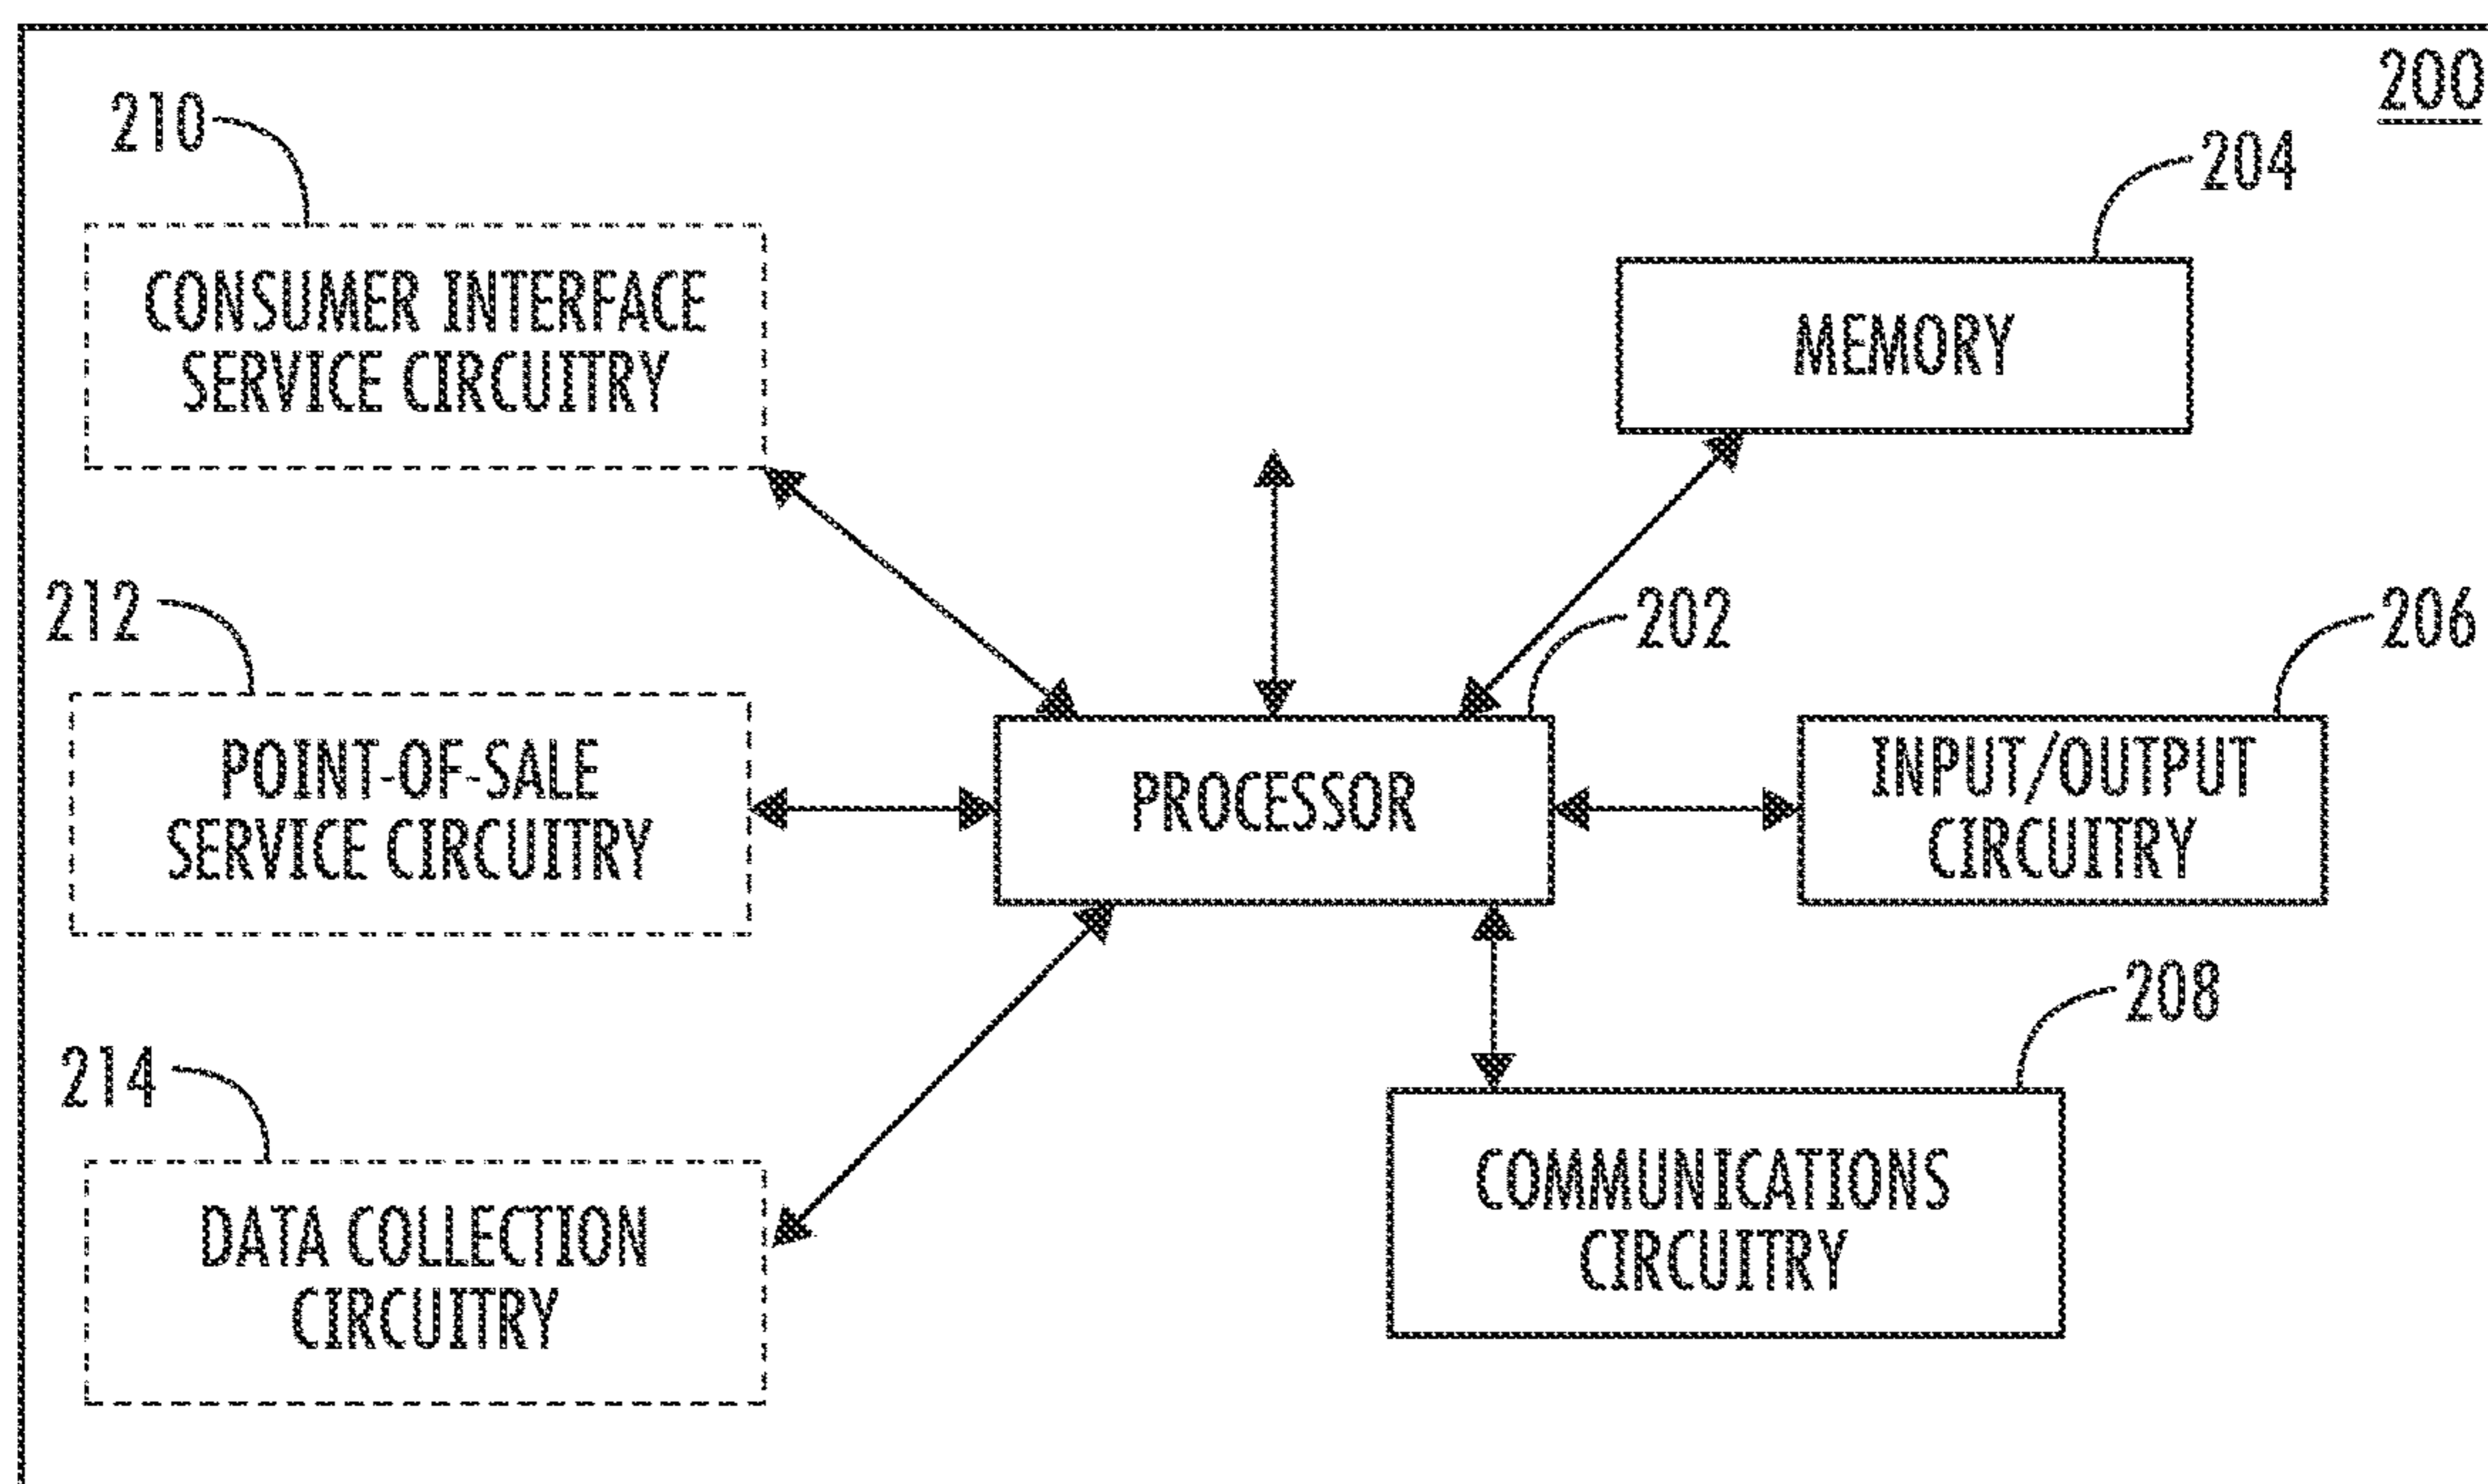 200
210
204
CONSUMER INTERFACE
SERVICE CIRCUITRY
MEMORY
212
202
206
POINT-OF-SALE
SERVICE CIRCUITRY
PROCESSOR
INPUT/OUTPUT
CIRCUITRY
208
214
COMMUNICATIONS
CIRCUITRY
DATA COLLECTION
CIRCUITRY